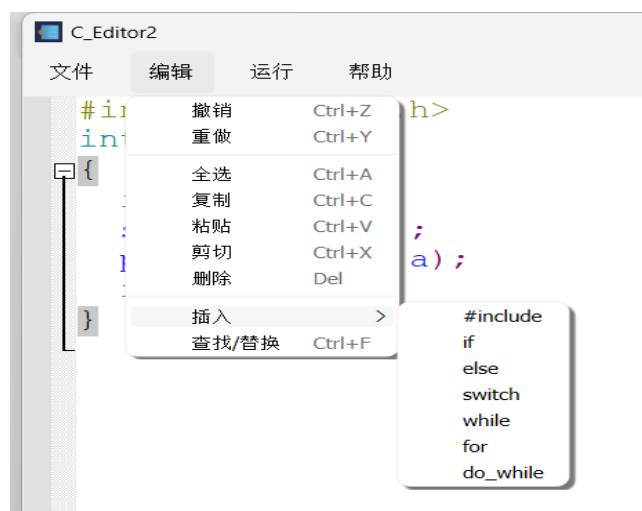 C_Editor2
文件 编辑 运行 帮助
#i h>
int
{
撤销 Ctrl+Z
重做 Ctrl+Y
全选 Ctrl+A
复制 Ctrl+C
粘贴 Ctrl+V
;
剪切 Ctrl+X
a);
删除 Del
}
插入 >
查找/替换 Ctrl+F
#include
if
else
switch
while
for
do_while